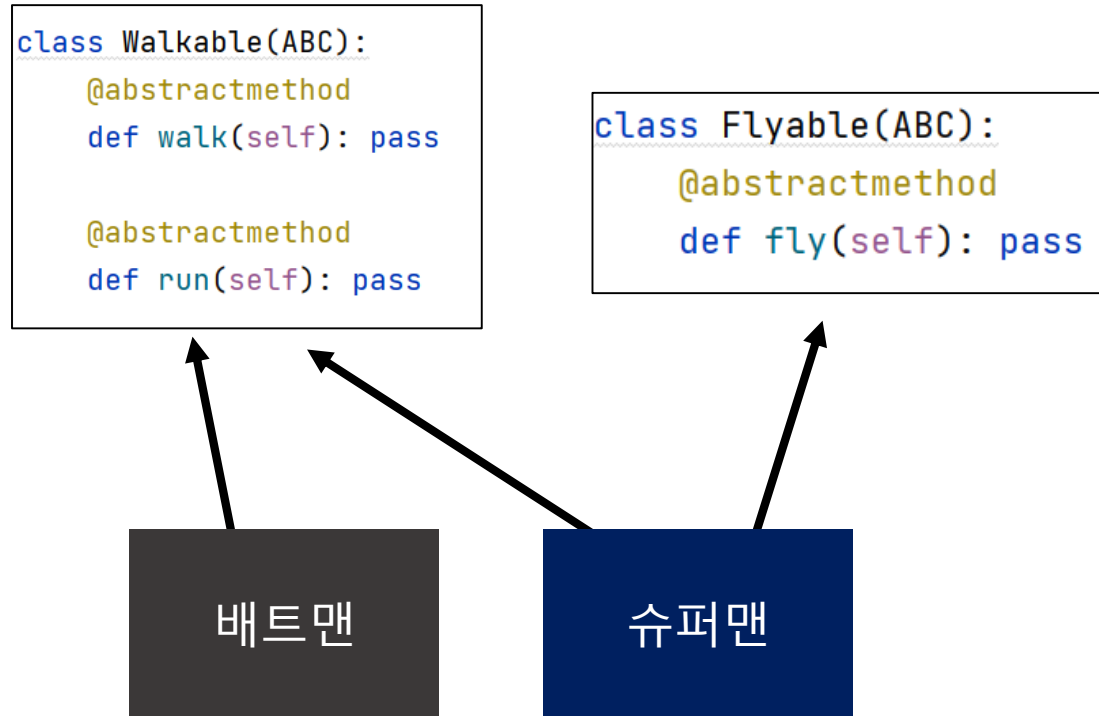 class Walkable(ABC):
    @abstractmethod
    def walk(self): pass
    @abstractmethod
    def run(self): pass
class Flyable(ABC):
    @abstractmethod
    def fly(self): pass
배트맨
슈퍼맨